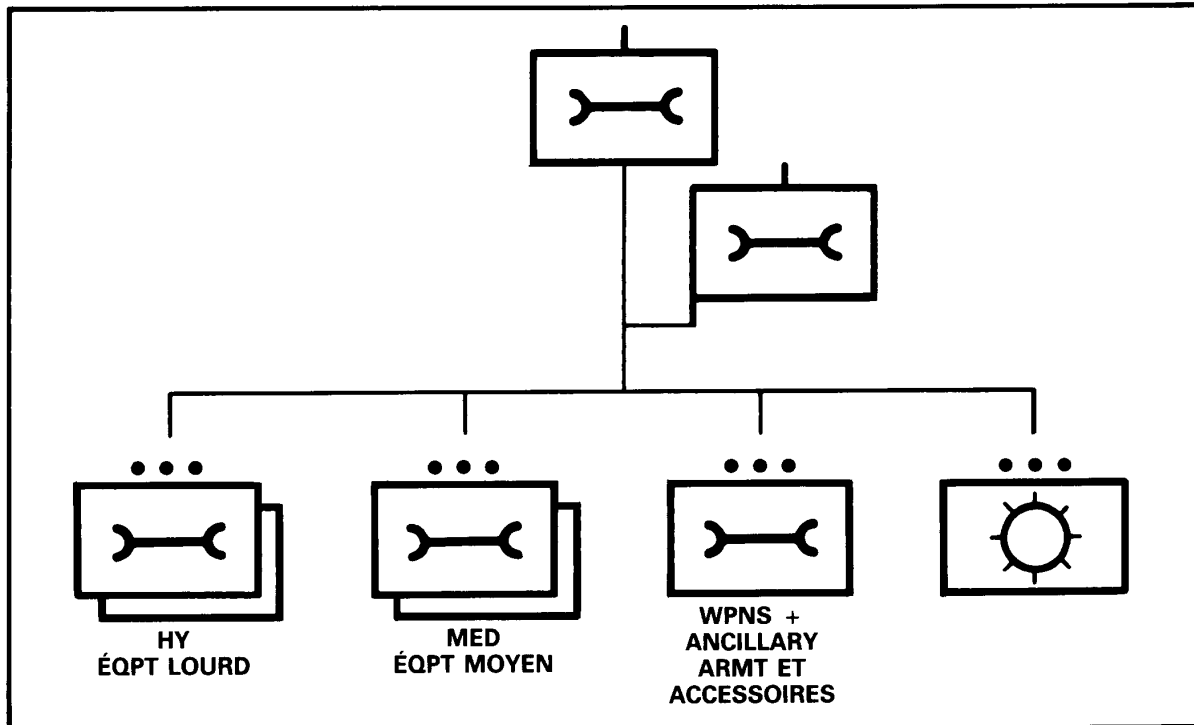 HY
ÉQPT LOURD
MED
ÉQPT MOYEN
WPNS +
ANCILLARY
ARMT ET
ACCESSOIRES